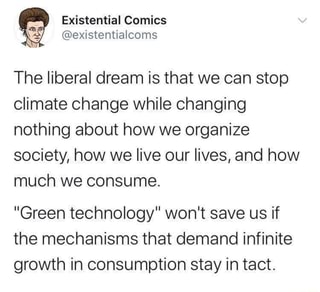 Existential Comics
@existentialcoms
The liberal dream is that we can stop
climate change while changing
nothing about how we organize
society, how we live our lives, and how
much we consume.
"Green technology" won't save us if
the mechanisms that demand infinite
growth in consumption stay in tact.